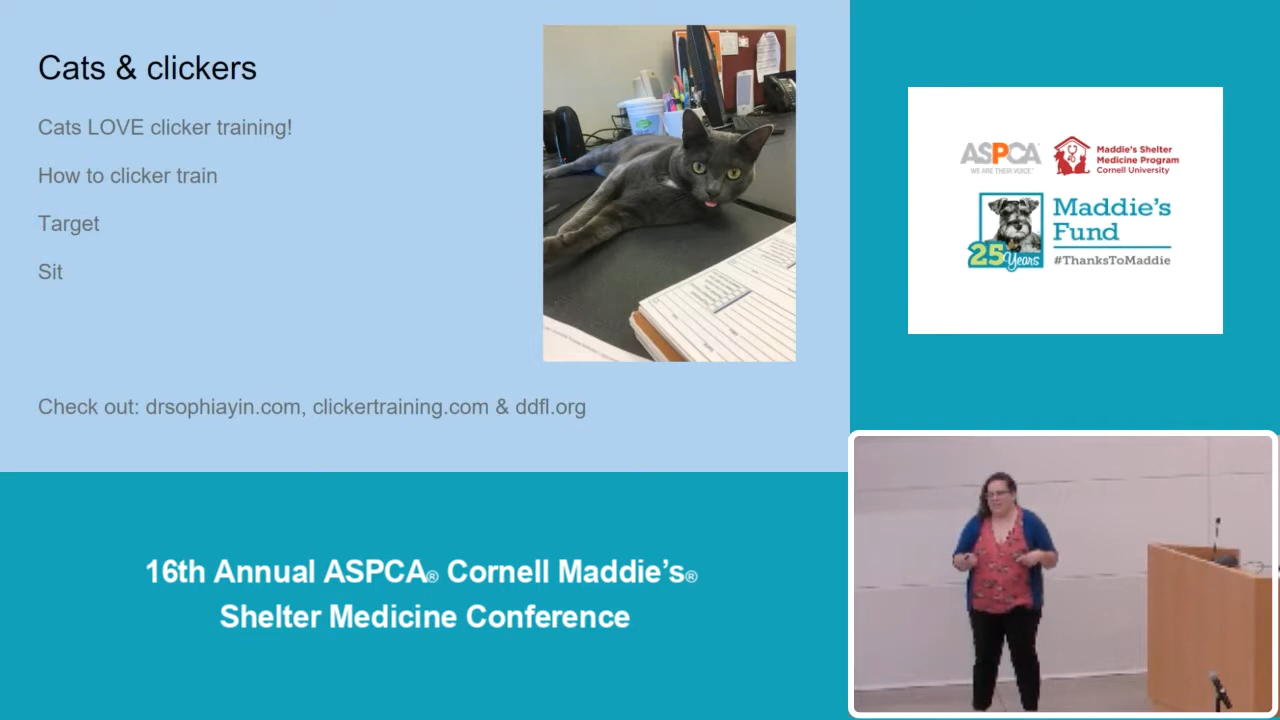 Cats & clickers
Cats LOVE clicker training!
How to clicker train
Target
Sit
Check out: drsophiayin.com, clickertraining.com & ddfl.org
ASPCA
WE ARE THEIR VOICE
Maddie's Shelter
Medicine Program
Cornell University
Maddie's
Fund
25 Years
#ThanksToMaddie
16th Annual ASPCA® Cornell Maddie's®
Shelter Medicine Conference